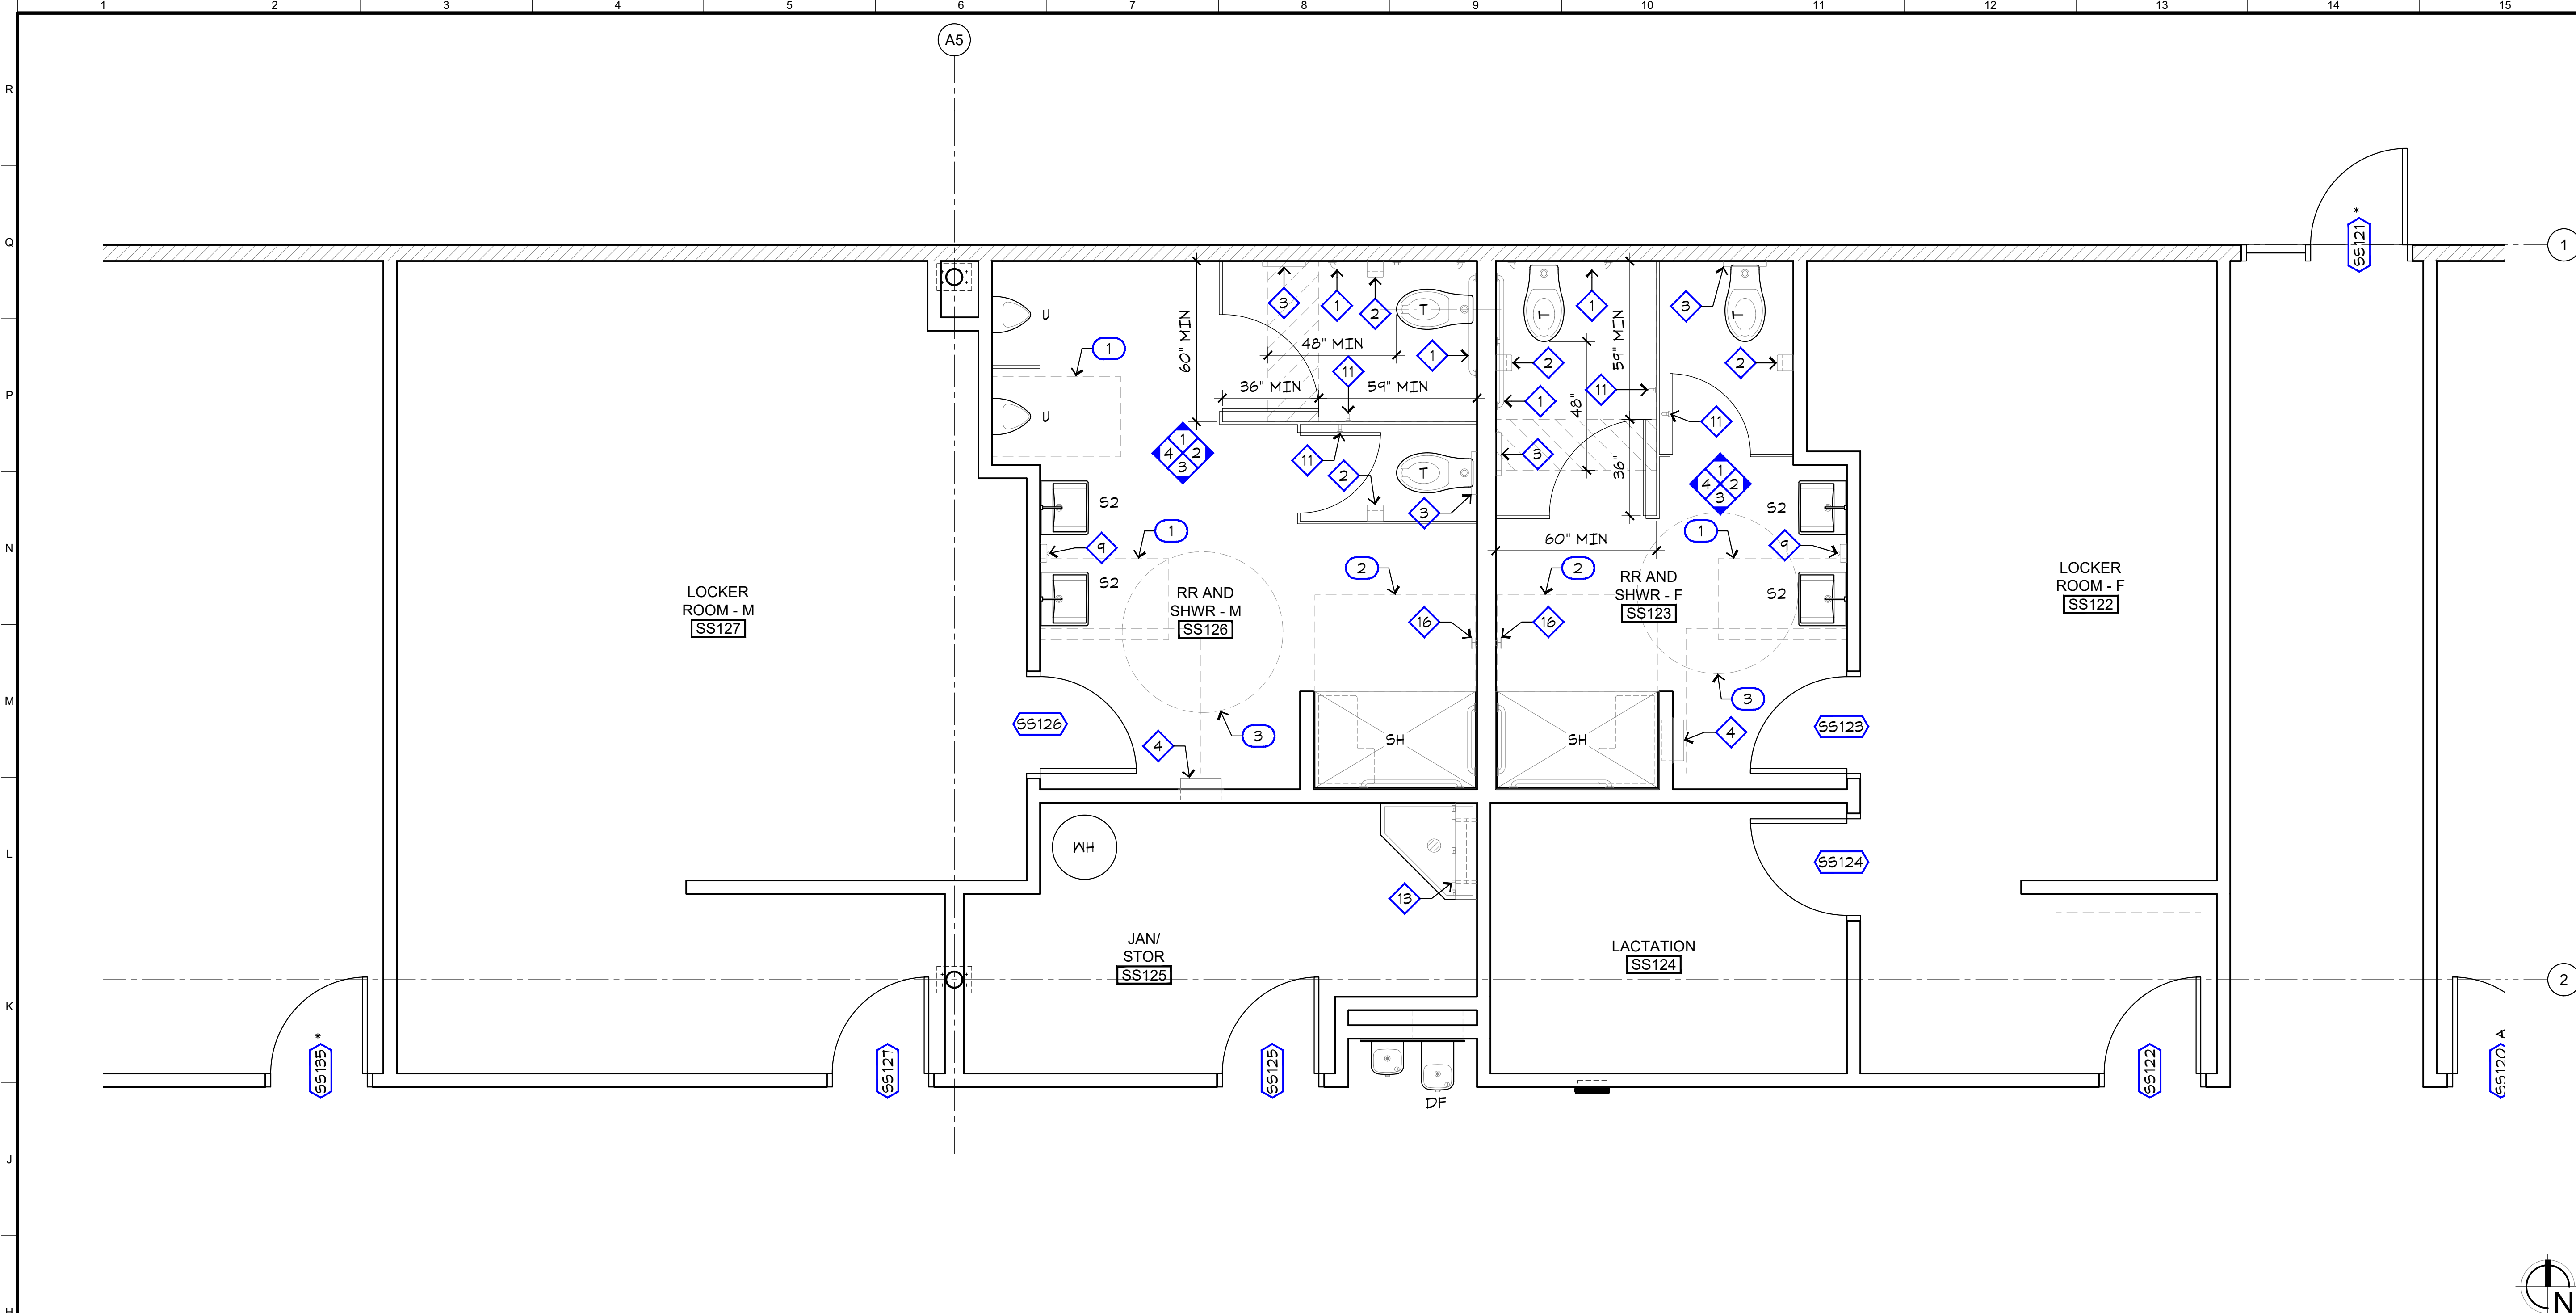 1 2 3 4 5 6 7 8 9 10 11 12 13 14 15
A5
R
SS121
*
Q
1
3
1
2
T
T
1
3
T
U
60" MIN
59" MIN
1
48" MIN
1
2
2
11
P
36" MIN
59" MIN
11
1
48"
U
11
1
4 2
3
11
2
T
3
36"
1
4 2
3
3
S2
S2
1
1
N
9
60" MIN
9
2
2
LOCKER
ROOM - M
SS127
S2
RR AND
SHWR - M
SS126
RR AND
SHWR - F
SS123
S2
LOCKER
ROOM - F
SS122
16
16
M
3
SS126
SS123
3
4
4
SH
SH
L
WH
SS124
13
JAN/
STOR
SS125
LACTATION
SS124
2
K
*
SS135
SS127
SS125
SS122
SS120 A
DF
J
H
N